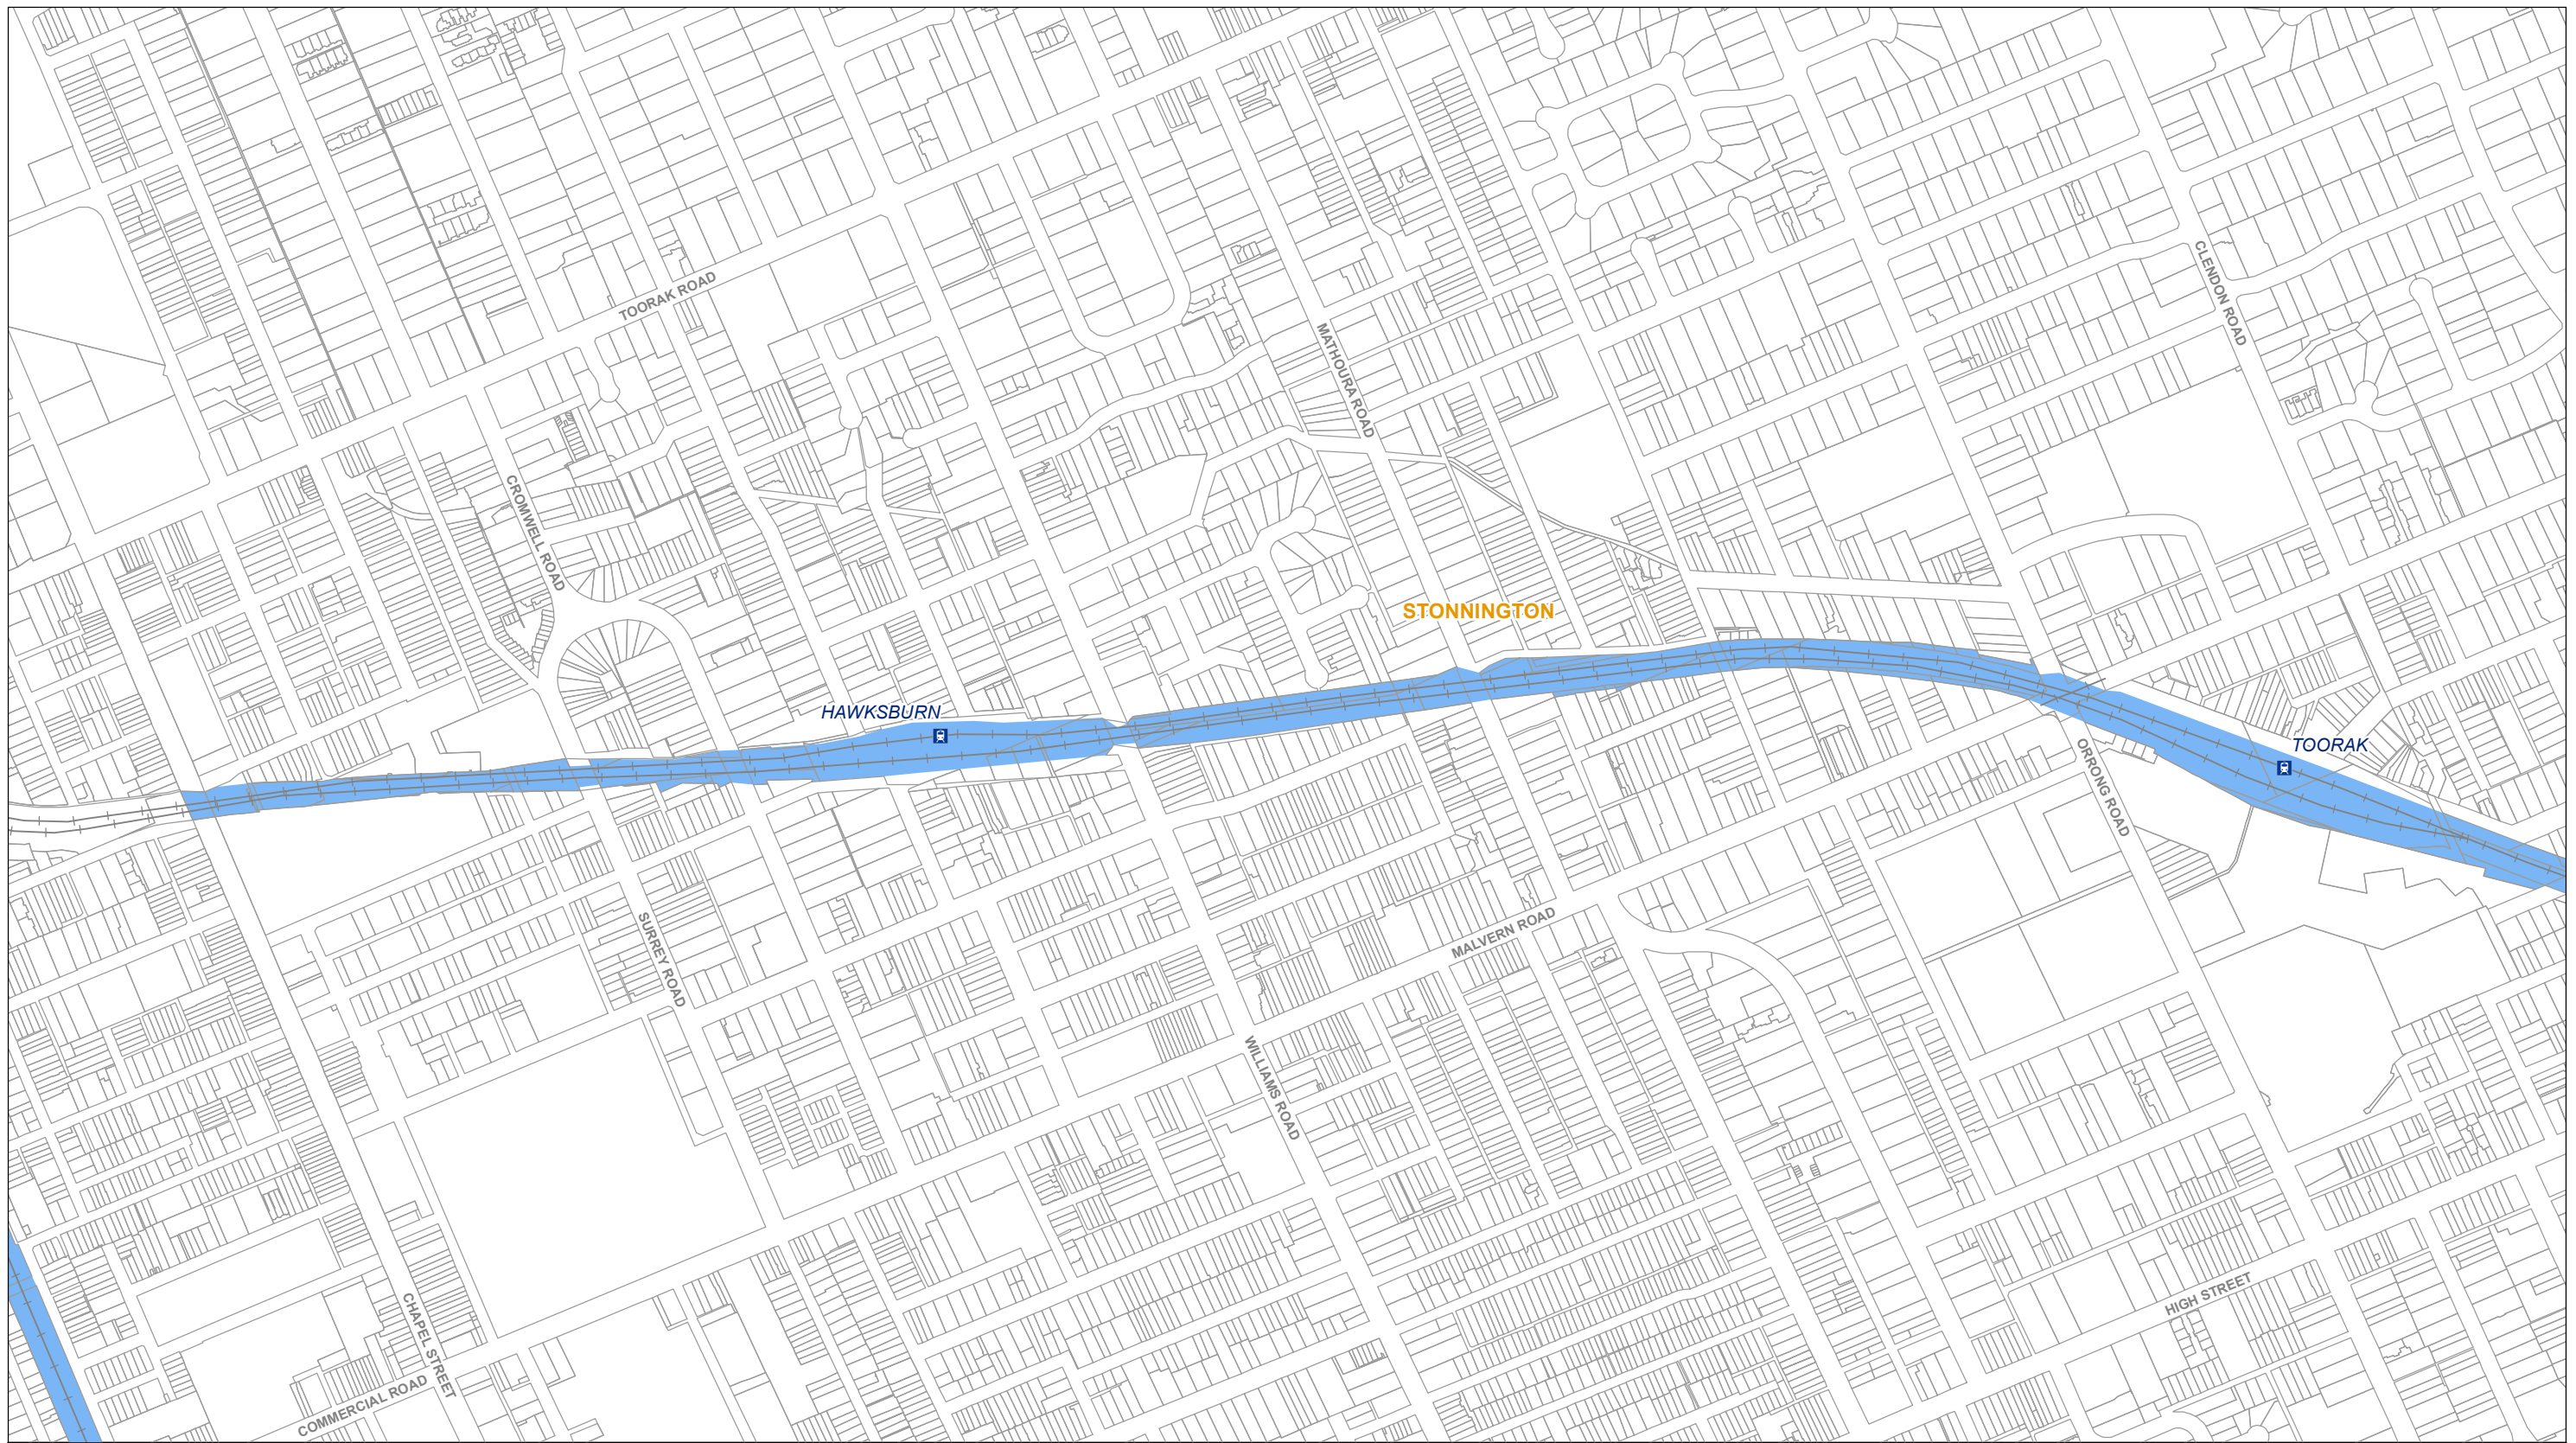 TOORAK ROAD
CLENDON ROAD
MATHOURA ROAD
CROMWELL ROAD
STONNINGTON
HAWKSBURN
TOORAK
ORRONG ROAD
SURREY ROAD
MALVERN ROAD
WILLIAMS ROAD
HIGH STREET
CHAPEL STREET
COMMERCIAL ROAD